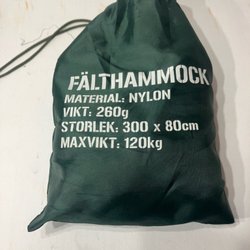 FÄLTHAMMOCK
MATERIAL: NYLON
VIKT: 260g
STORLEK: 300 x 80cm
MAXVIKT: 120kg